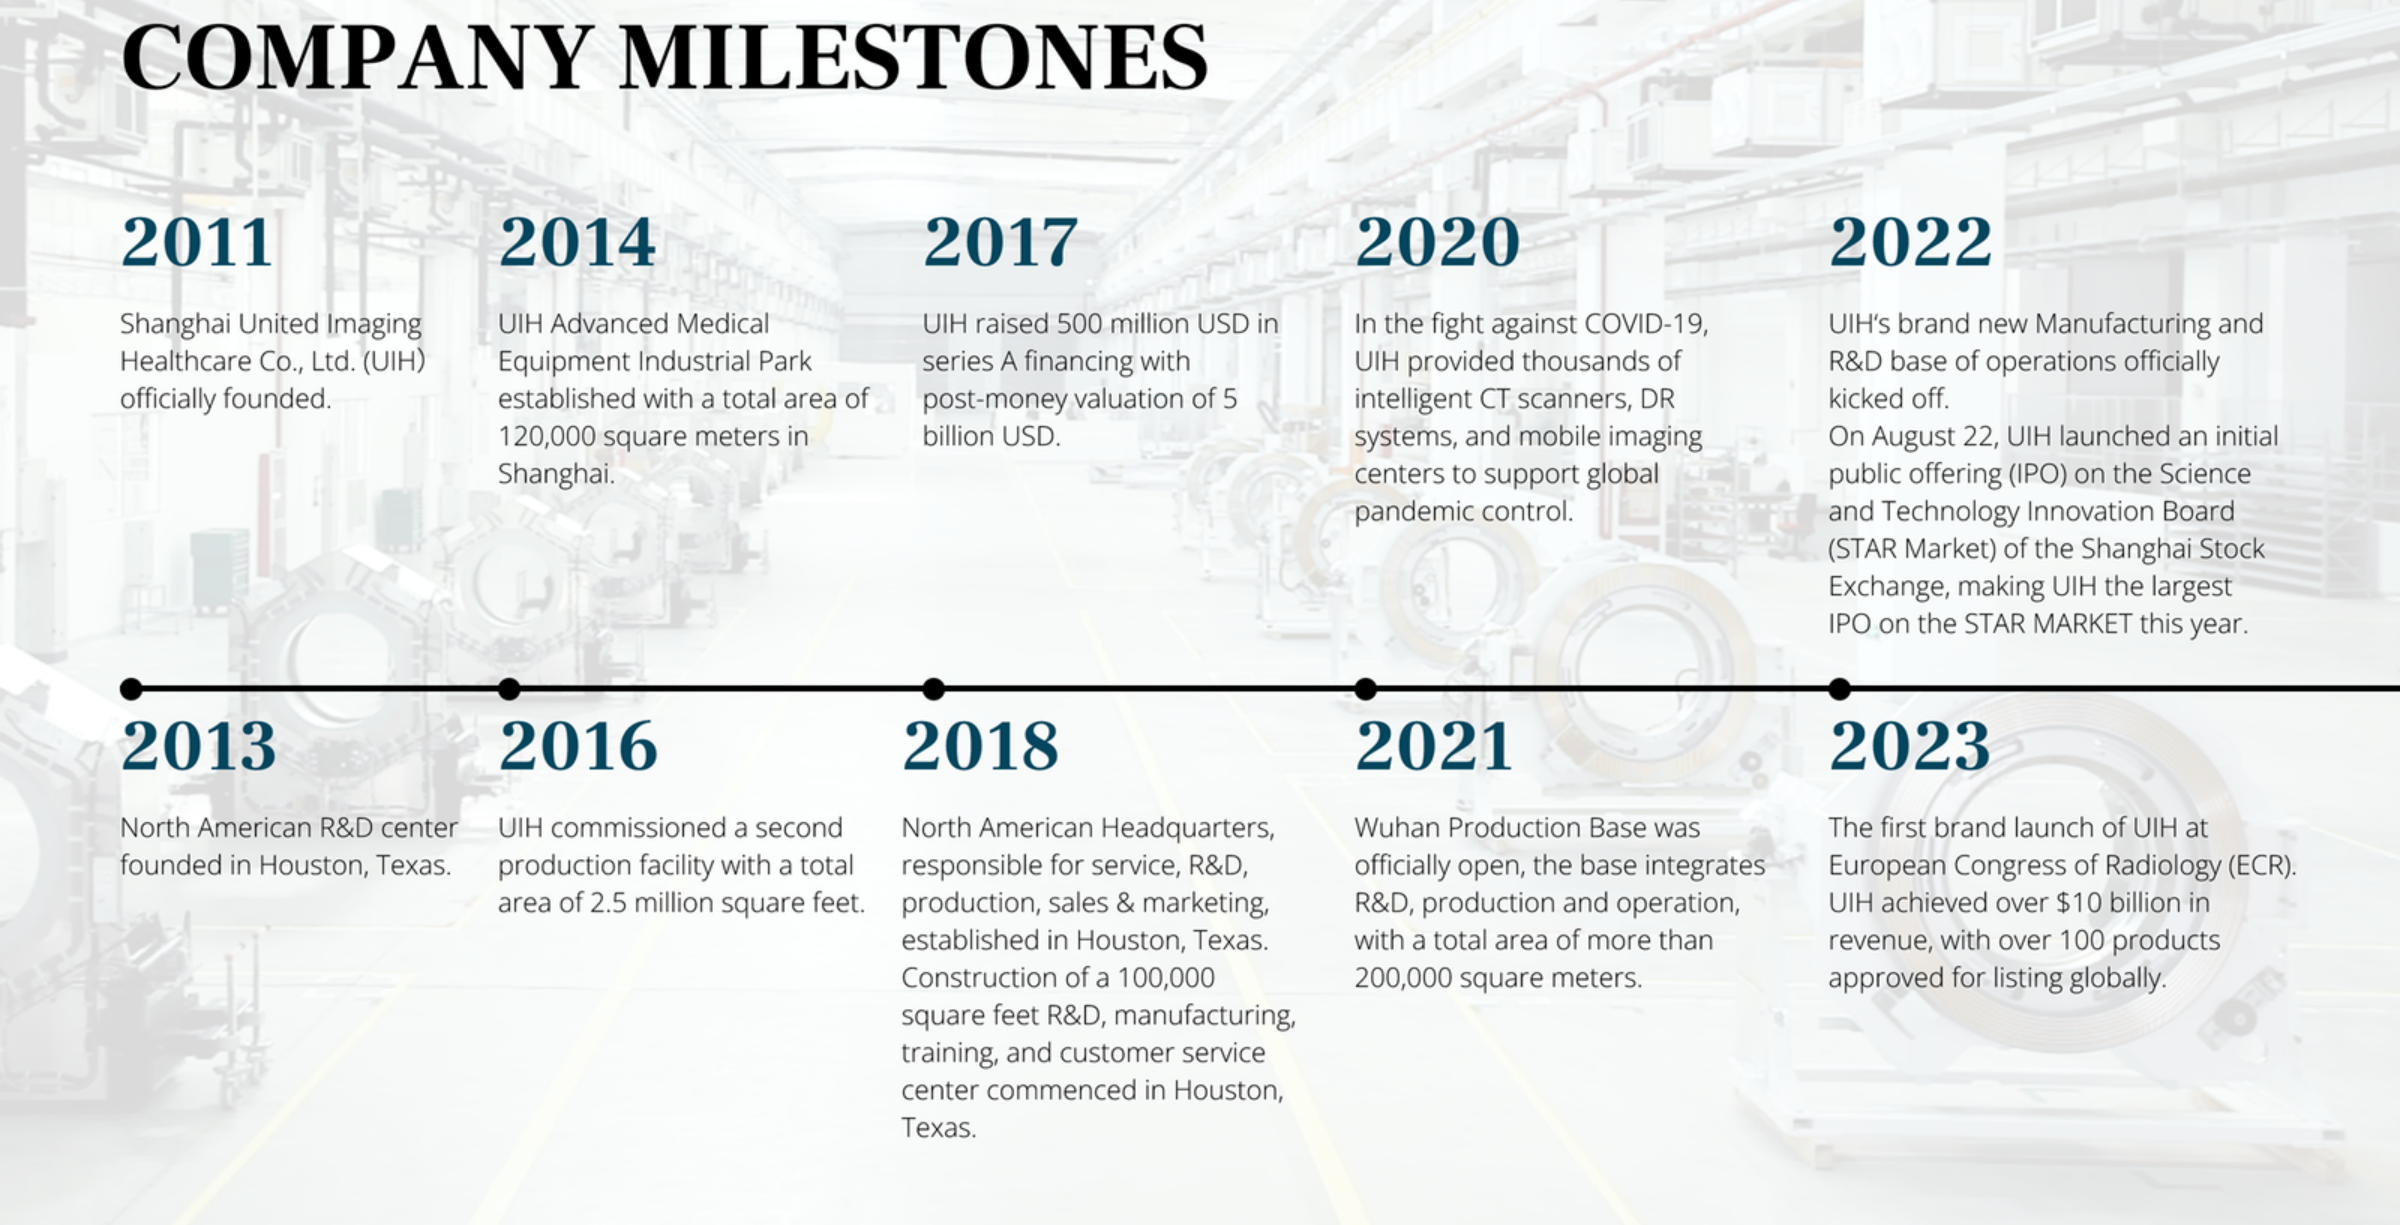 COMPANY MILESTONES
2011
Shanghai United Imaging
Healthcare Co., Ltd. (UIH)
officially founded.
2014
UIH Advanced Medical
Equipment Industrial Park
established with a total area of
120,000 square meters in
Shanghai.
2017
UIH raised 500 million USD in
series A financing with
post-money valuation of 5
billion USD.
2020
In the fight against COVID-19,
UIH provided thousands of
intelligent CT scanners, DR
systems, and mobile imaging
centers to support global
pandemic control.
2022
UIH's brand new Manufacturing and
R&D base of operations officially
kicked off.
On August 22, UIH launched an initial
public offering (IPO) on the Science
and Technology Innovation Board
(STAR Market) of the Shanghai Stock
Exchange, making UIH the largest
IPO on the STAR MARKET this year.
2013
North American R&D center
founded in Houston, Texas.
2016
UIH commissioned a second
production facility with a total
area of 2.5 million square feet.
2018
North American Headquarters,
responsible for service, R&D,
production, sales & marketing,
established in Houston, Texas.
Construction of a 100,000
square feet R&D, manufacturing,
training, and customer service
center commenced in Houston,
Texas.
2021
Wuhan Production Base was
officially open, the base integrates
R&D, production and operation,
with a total area of more than
200,000 square meters.
2023
The first brand launch of UIH at
European Congress of Radiology (ECR).
UIH achieved over $10 billion in
revenue, with over 100 products
approved for listing globally.